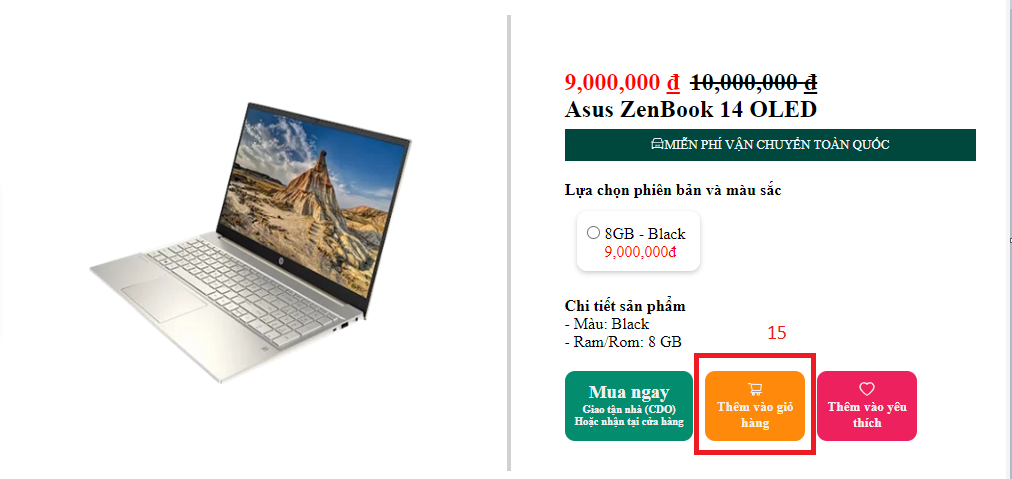 9,000,000 ₫ 10,000,000 ₫
Asus ZenBook 14 OLED
MIỄN PHÍ VẬN CHUYỂN TOÀN QUỐC
Lựa chọn phiên bản và màu sắc
8GB - Black
9,000,000đ
Chi tiết sản phẩm
- Màu: Black
- Ram/Rom: 8 GB
15
Mua ngay
Giao tận nhà (CDO)
Hoặc nhận tại cửa hàng
Thêm vào giỏ
hàng
Thêm vào yêu
thích